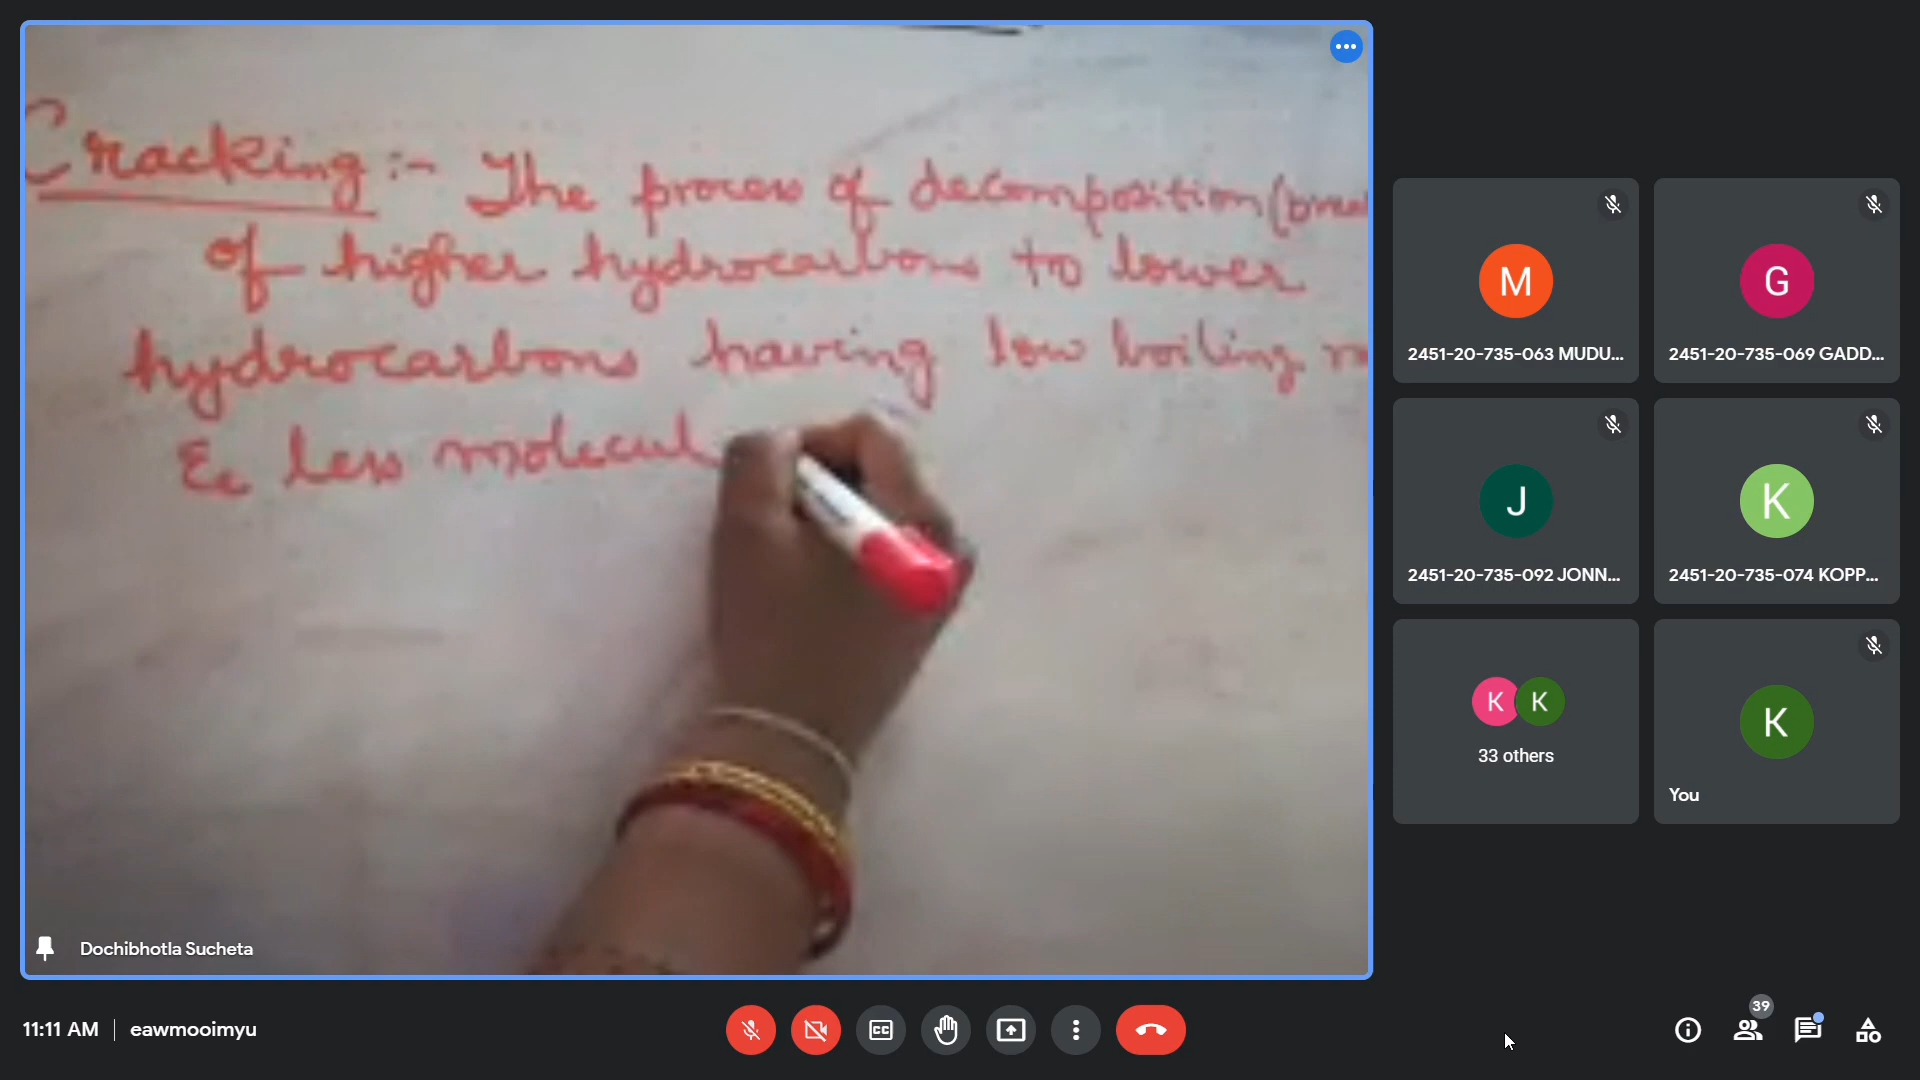 Cracking :- The process of decomposition (brea
of higher hydrocarbons to lower
hydrocarbons having low boiling
& less molecul
Dochibhotla Sucheta
2451-20-735-063 MUDU...
2451-20-735-069 GADD...
2451-20-735-092 JONN...
2451-20-735-074 KOPP...
M
G
J
K
K K
33 others
K
You
11:11 AM | eawmooimyu
CC
39